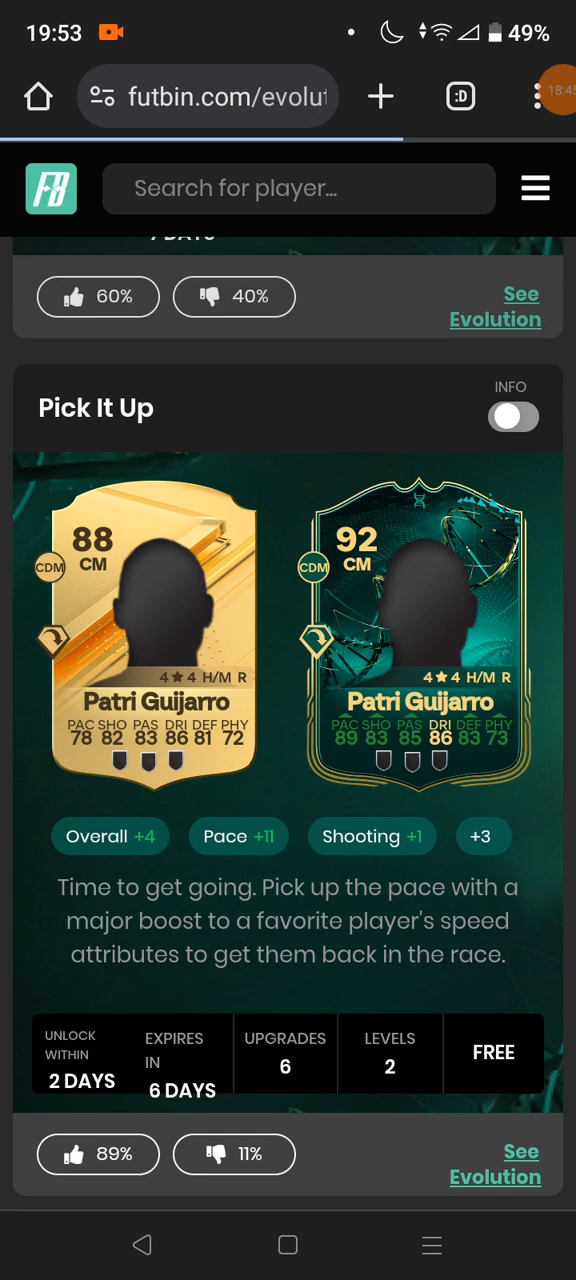 19:53
49%
:D
futbin.com/evolut
18:45
FB
Search for player...
7 DAYS
60%
40%
See
Evolution
INFO
Pick It Up
88
CM
CDM
4★4 H/M R
Patri Guijarro
PAC SHO PAS DRI DEF PHY
78 82 83 86 81 72
92
CM
CDM
4★4 H/M R
Patri Guijarro
PAC SHO PAS DRI DEF PHY
89 83 85 86 83 73
Overall +4
Pace +11
Shooting +1
+3
Time to get going. Pick up the pace with a
major boost to a favorite player's speed
attributes to get them back in the race.
UNLOCK
WITHIN
2 DAYS
EXPIRES
IN
6 DAYS
UPGRADES
6
LEVELS
2
FREE
89%
11%
See
Evolution